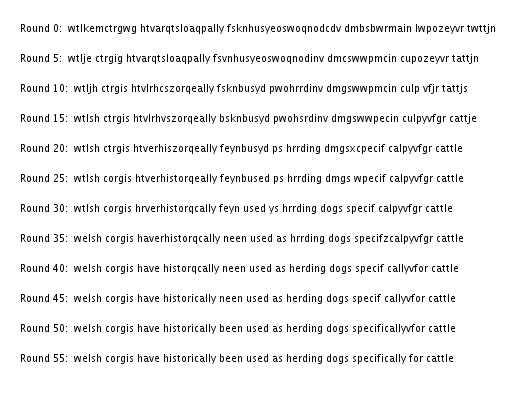 Round 0: wtlkemctrgwg htvarqtsloaqpally fsknhusyeoswoqnodcdv dmbsbwrmain lwpozeyvr twttjn
Round 5: wtlje ctrgig htvarqtsloaqpally fsvnhusyeoswoqnodinv dmcswwpmcin cupozeyvr tattjn
Round 10: wtljh ctrgis htvlrhcszorqeally fsknbusyd pwohrrdinv dmgswwpmcin culp vfjr tattjs
Round 15: wtlsh ctrgis htvlrhvszorqeally bsknbusyd pwohsrdinv dmgswwpecin culpyvfgr cattje
Round 20: wtlsh ctrgis htverhiszorqeally feynbusyd ps hrrding dmgsxcpecif calpyvfgr cattle
Round 25: wtlsh corgis htverhistorqeally feynbused ps hrrding dmgs wpecif calpyvfgr cattle
Round 30: wtlsh corgis hrverhistorqcally feyn used ys hrrding dogs specif calpyvfgr cattle
Round 35: welsh corgis haverhistorqcally neen used as hrrding dogs specifzcalpyvfgr cattle
Round 40: welsh corgis have historqcally neen used as herding dogs specif callyvfor cattle
Round 45: welsh corgis have historically neen used as herding dogs specif callyvfor cattle
Round 50: welsh corgis have historically been used as herding dogs specificallyvfor cattle
Round 55: welsh corgis have historically been used as herding dogs specifically for cattle